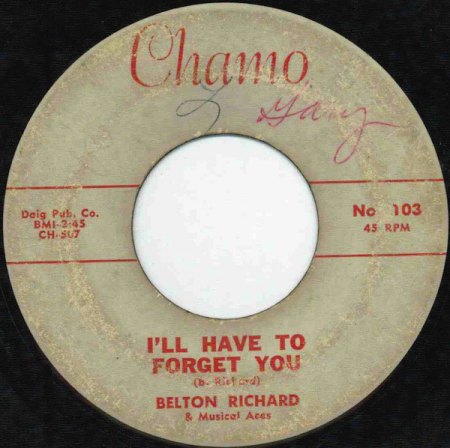 Chamo
L Gary
Daig Pub. Co.
BMI-2:45
CH-507
No 103
45 RPM
I'LL HAVE TO
FORGET YOU
(B. Richard)
BELTON RICHARD
& Musical Aces